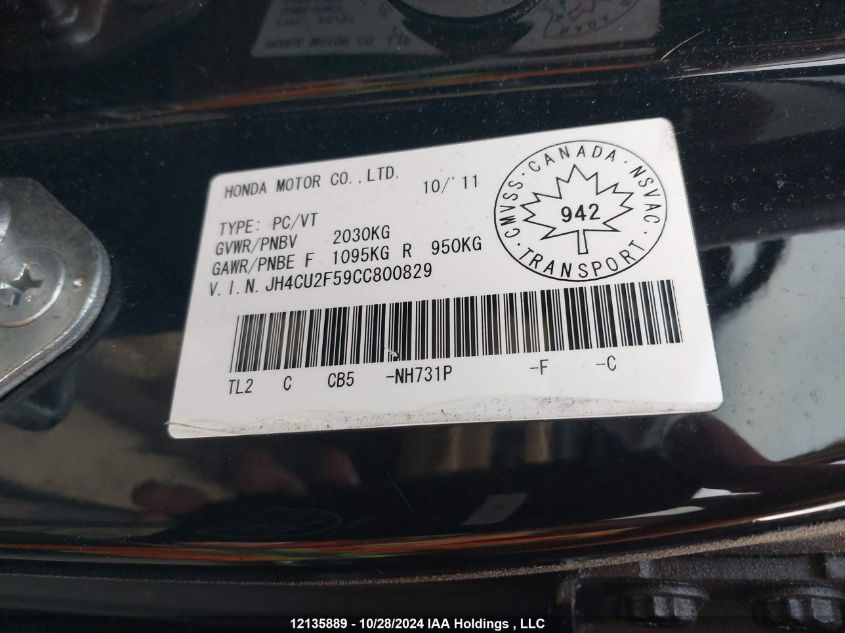 HONDA MOTOR CO.,LTD. 10/'11
TYPE: PC/VT
GVWR/PNBV 2030KG
GAWR/PNBE F 1095KG R 950KG
V.I.N. JH4CU2F59CC800829
CMVSS · CANADA · NSVAC
942
TRANSPORT
TL2 C CB5 -NH731P -F -C
12135889 - 10/28/2024 IAA Holdings , LLC